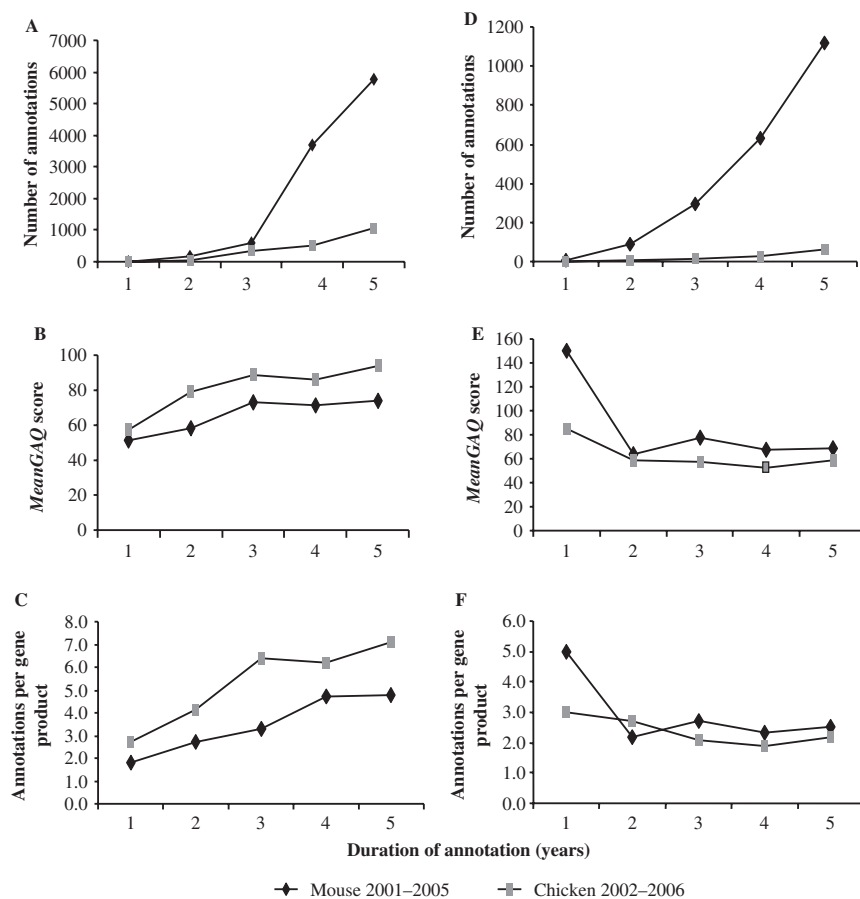 A
Number of annotations
7000
6000
5000
4000
3000
2000
1000
0
1 2 3 4 5
D
Number of annotations
1200
1000
800
600
400
200
0
1 2 3 4 5
B
MeanGAQ score
100
80
60
40
20
0
1 2 3 4 5
E
MeanGAQ score
160
140
120
100
80
60
40
20
0
1 2 3 4 5
C
Annotations per gene
product
8.0
7.0
6.0
5.0
4.0
3.0
2.0
1.0
0.0
1 2 3 4 5
F
Annotations per gene
product
6.0
5.0
4.0
3.0
2.0
1.0
0.0
1 2 3 4 5
Duration of annotation (years)
Mouse 2001–2005 Chicken 2002–2006